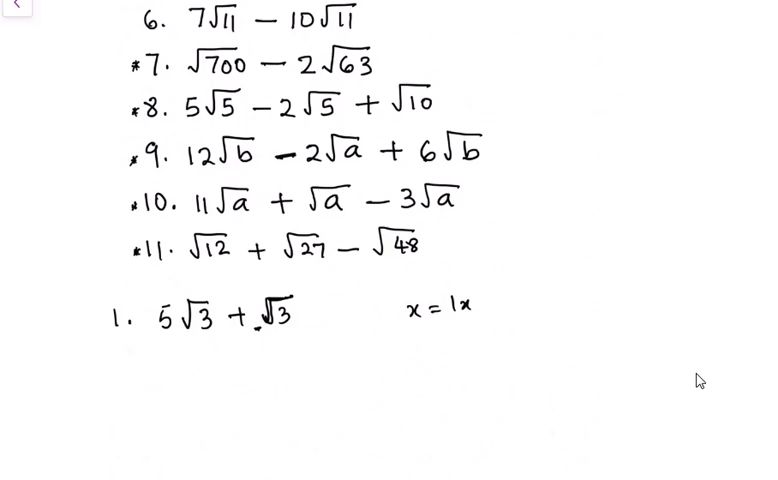 6. 7√11 − 10√11
*7. √700 − 2√63
*8. 5√5 − 2√5 + √10
*9. 12√b − 2√a + 6√b
*10. 11√a + √a − 3√a
*11. √12 + √27 − √48
1. 5√3 + √3 x = 1x